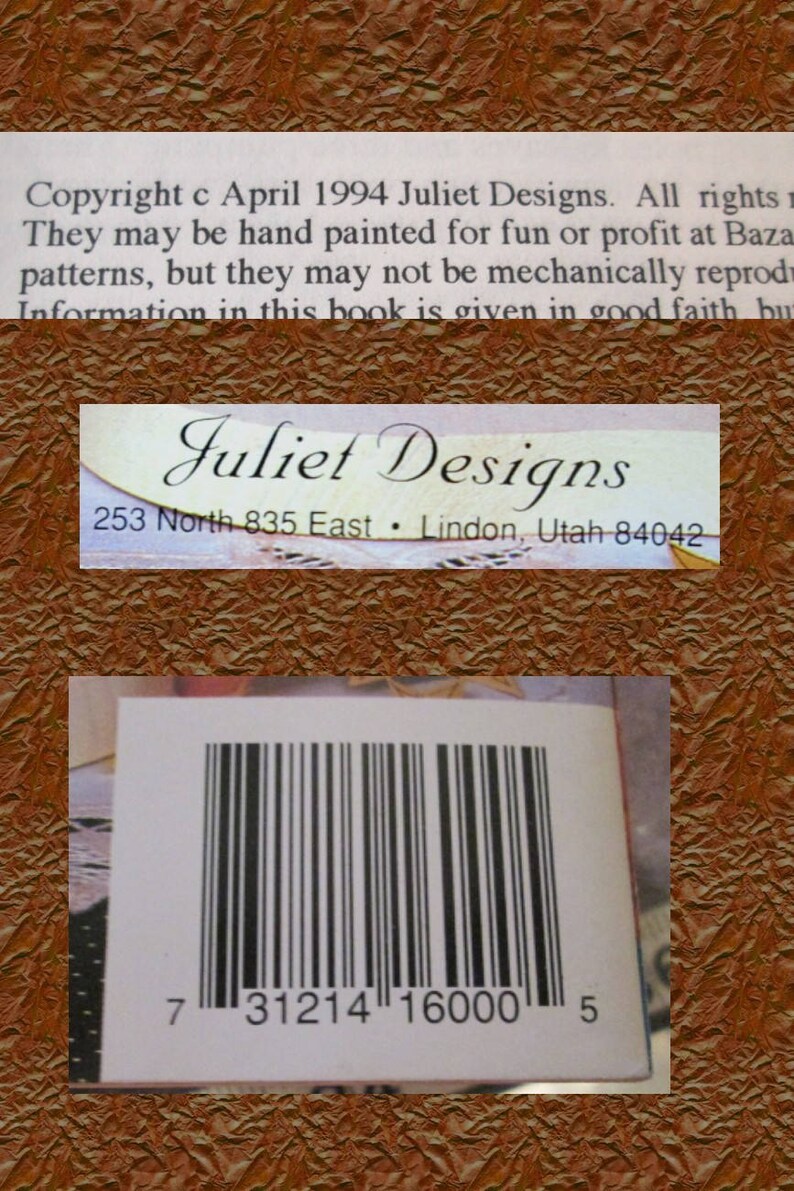 Copyright c April 1994 Juliet Designs. All rights
They may be hand painted for fun or profit at
patterns, but they may not be mechanically
Information in this book is given in good faith,
Juliet Designs
253 North 835 East • Lindon, Utah 84042
7 31214 16000 5